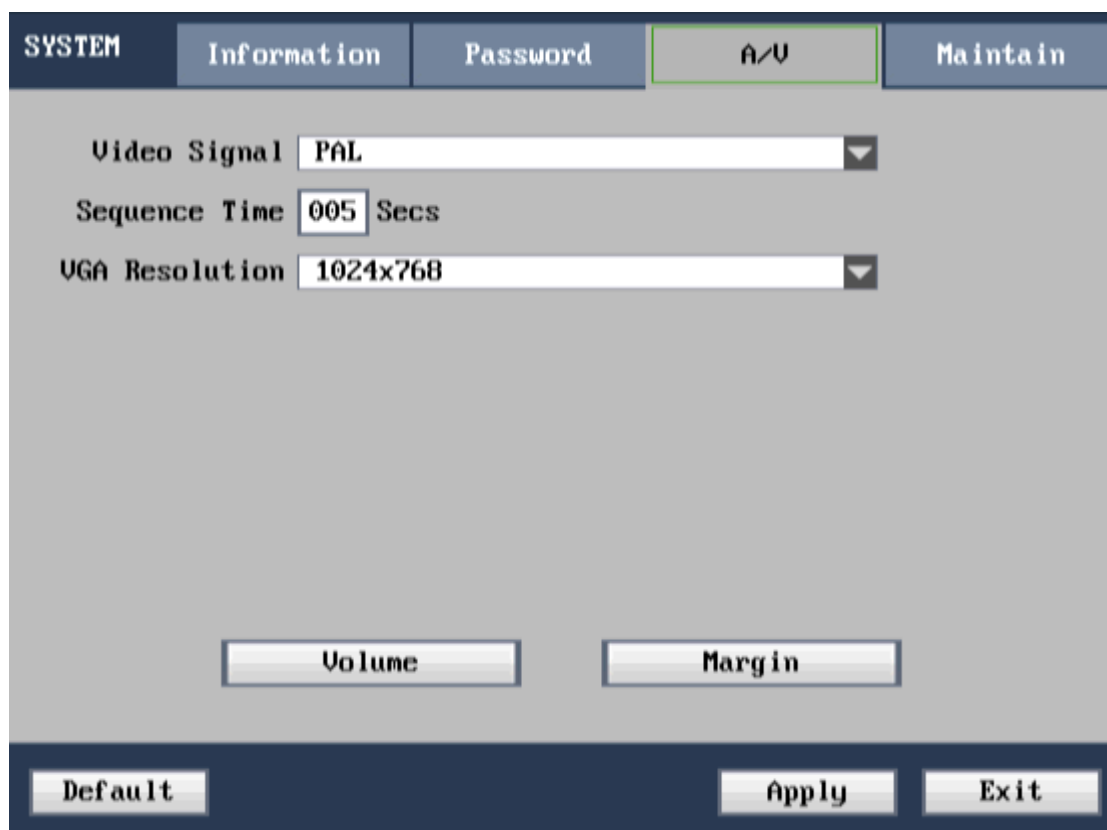 SYSTEM Information Password A/V Maintain
Video Signal PAL
Sequence Time 005 Secs
VGA Resolution 1024x768
Volume Margin
Default Apply Exit